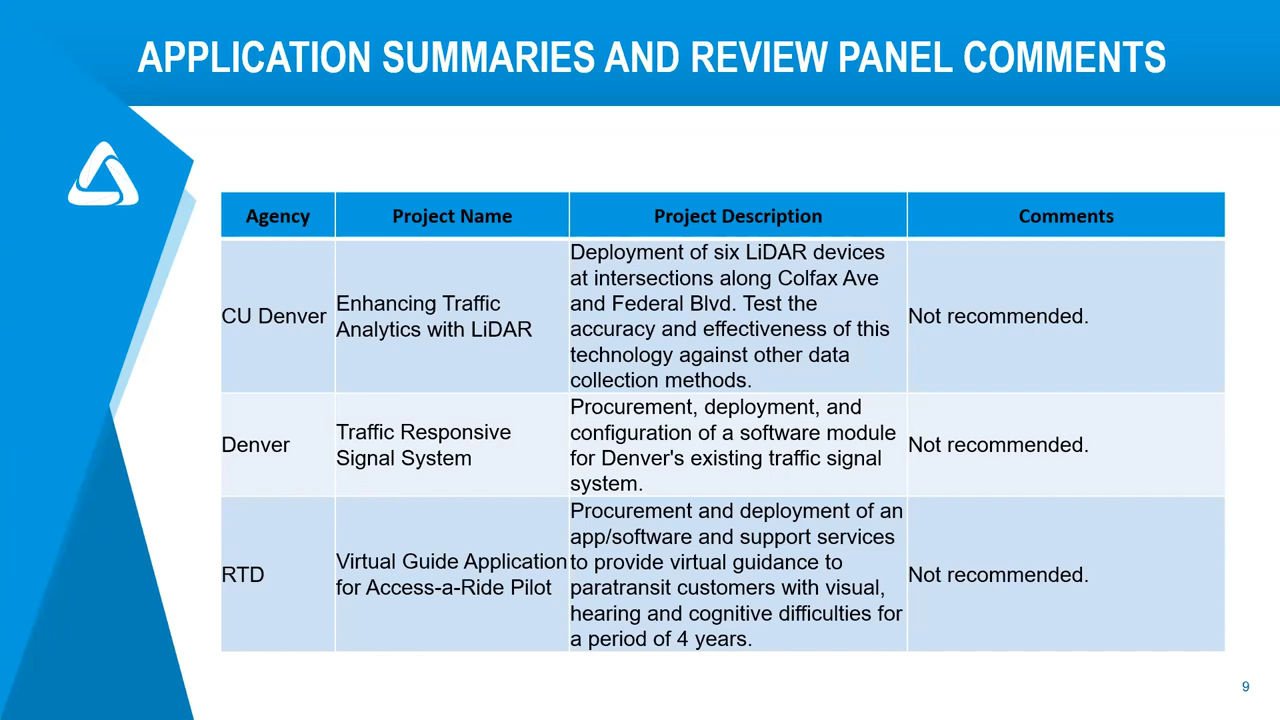 APPLICATION SUMMARIES AND REVIEW PANEL COMMENTS
Agency
Project Name
Project Description
Comments
CU Denver
Enhancing Traffic
Analytics with LiDAR
Deployment of six LiDAR devices
at intersections along Colfax Ave
and Federal Blvd. Test the
accuracy and effectiveness of this
technology against other data
collection methods.
Not recommended.
Denver
Traffic Responsive
Signal System
Procurement, deployment, and
configuration of a software module
for Denver's existing traffic signal
system.
Not recommended.
RTD
Virtual Guide Application
for Access-a-Ride Pilot
Procurement and deployment of an
app/software and support services
to provide virtual guidance to
paratransit customers with visual,
hearing and cognitive difficulties for
a period of 4 years.
Not recommended.
9